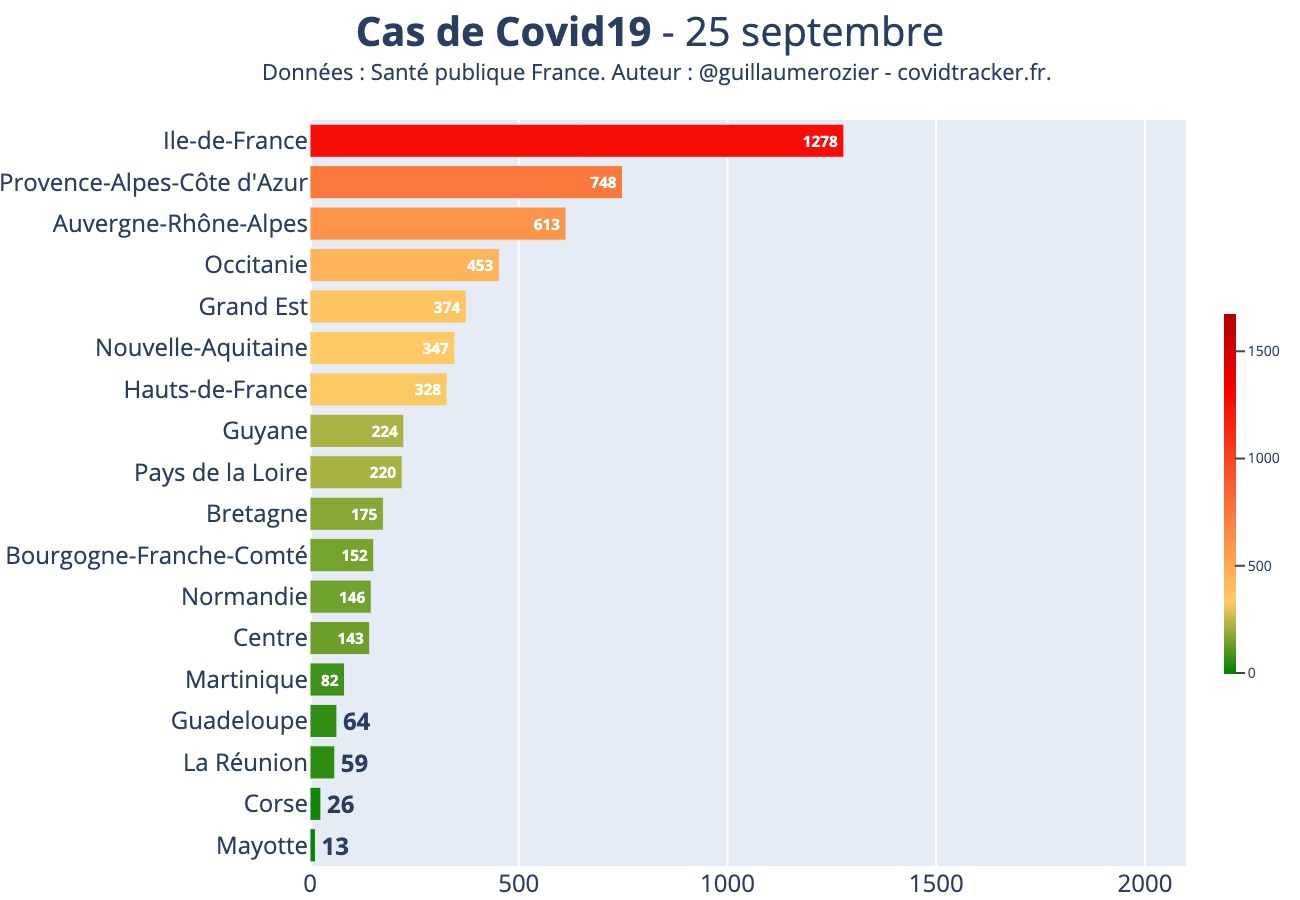 Cas de Covid19 - 25 septembre
Données : Santé publique France. Auteur : @guillaumerozier - covidtracker.fr.
Ile-de-France 1278
Provence-Alpes-Côte d'Azur 748
Auvergne-Rhône-Alpes 613
Occitanie 453
Grand Est 374
Nouvelle-Aquitaine 347
Hauts-de-France 328
Guyane 224
Pays de la Loire 220
Bretagne 175
Bourgogne-Franche-Comté 152
Normandie 146
Centre 143
Martinique 82
Guadeloupe 64
La Réunion 59
Corse 26
Mayotte 13
0 500 1000 1500 2000
1500
1000
500
0